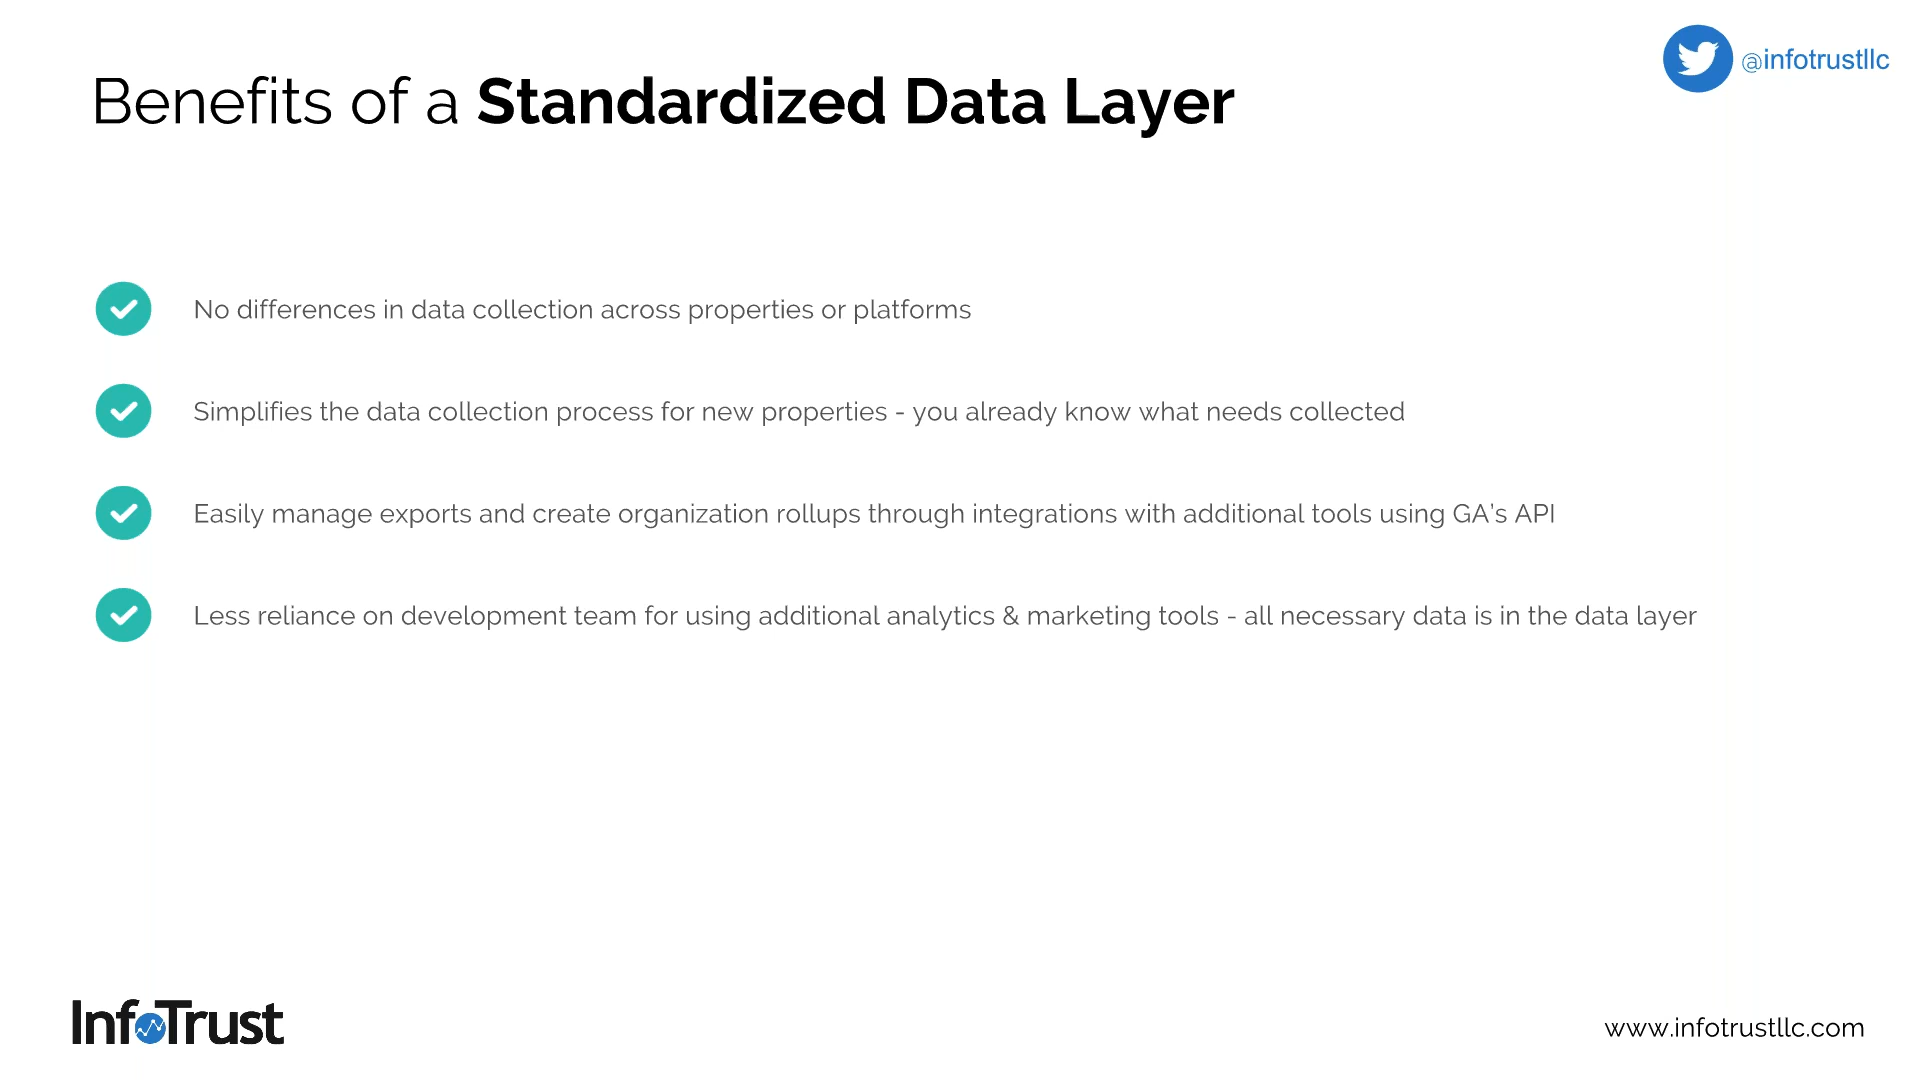 @infotrustllc
Benefits of a Standardized Data Layer
No differences in data collection across properties or platforms
Simplifies the data collection process for new properties - you already know what needs collected
Easily manage exports and create organization rollups through integrations with additional tools using GA's API
Less reliance on development team for using additional analytics & marketing tools - all necessary data is in the data layer
InfoTrust
www.infotrustllc.com